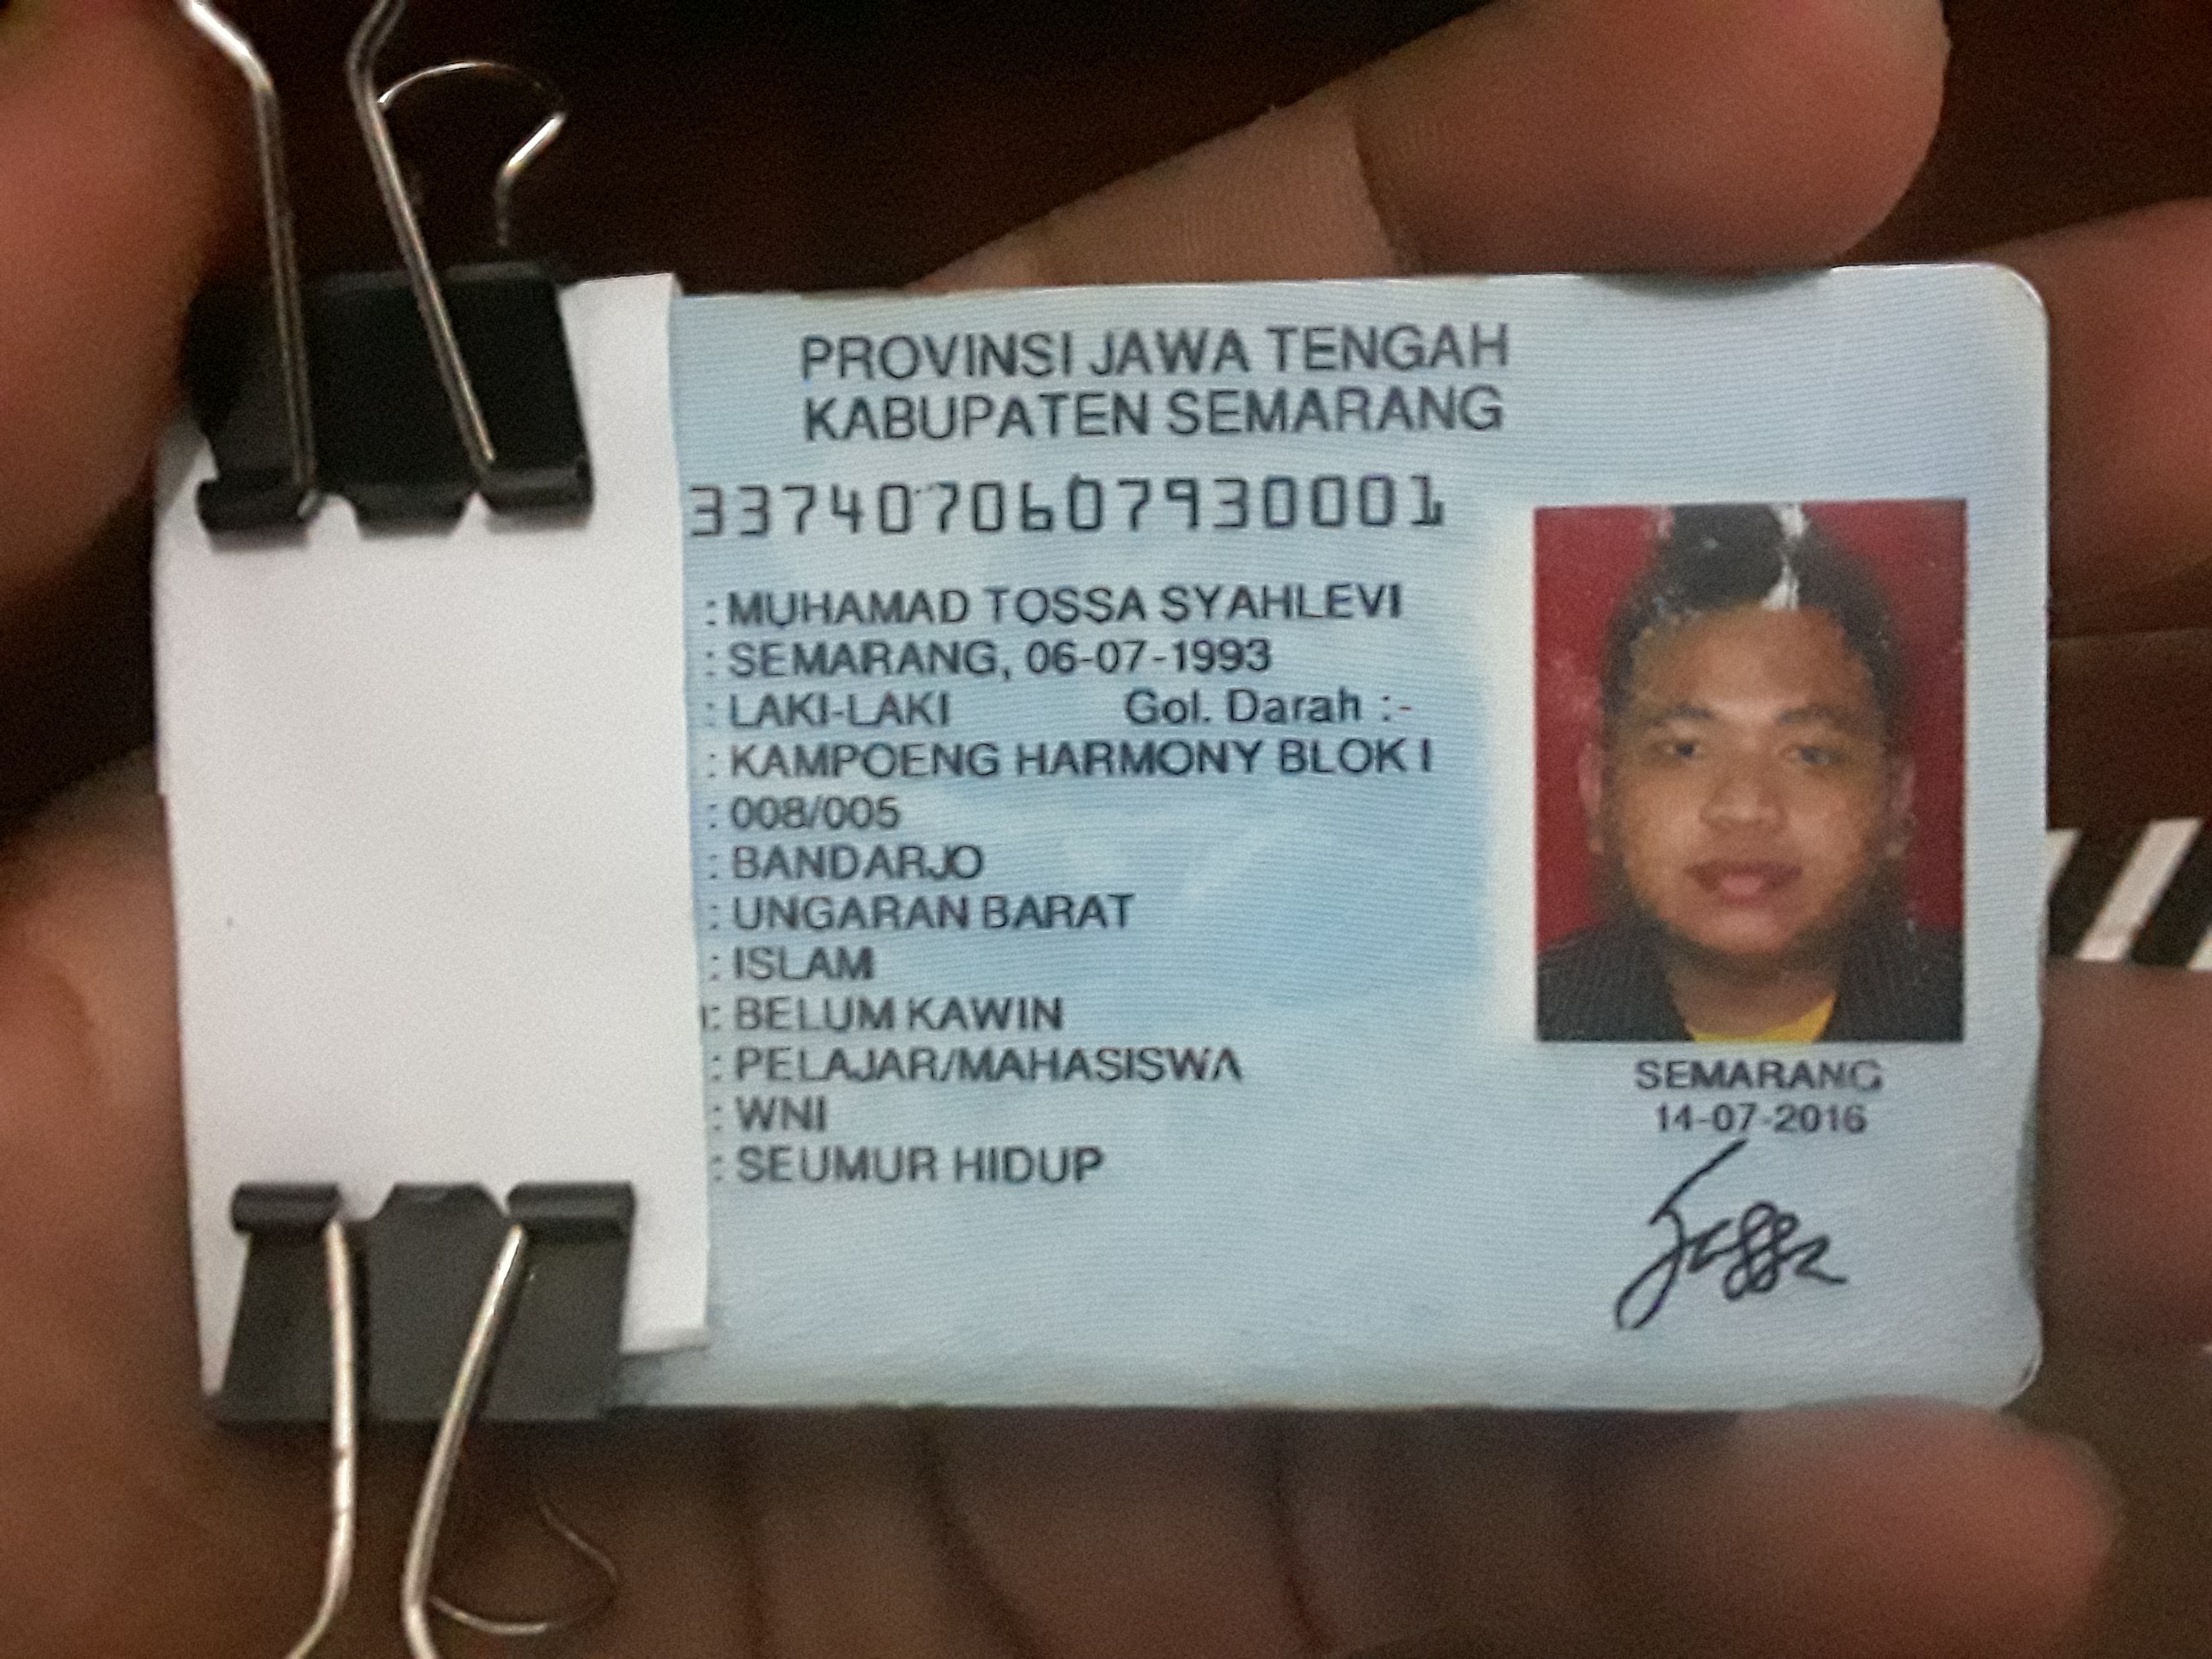 PROVINSI JAWA TENGAH
KABUPATEN SEMARANG
3374070607930001
: MUHAMAD TOSSA SYAHLEVI
: SEMARANG, 06-07-1993
: LAKI-LAKI Gol. Darah :-
: KAMPOENG HARMONY BLOK I
: 008/005
: BANDARJO
: UNGARAN BARAT
: ISLAM
: BELUM KAWIN
: PELAJAR/MAHASISWA
: WNI
: SEUMUR HIDUP
SEMARANG
14-07-2016